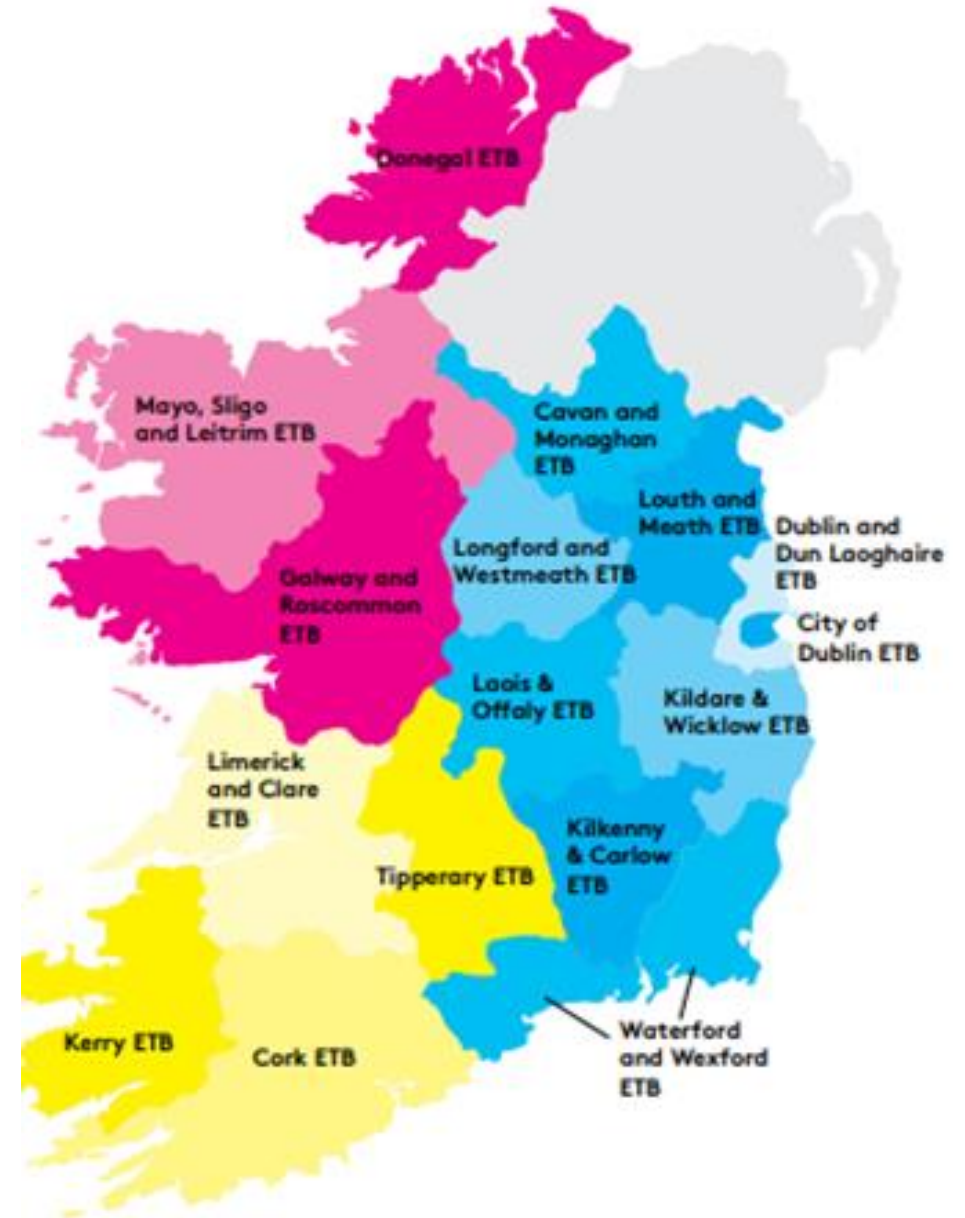 Donegal ETB
Mayo, Sligo
and Leitrim ETB
Cavan and
Monaghan
ETB
Louth and
Meath ETB
Dublin and
Dun Laoghaire
ETB
Longford and
Westmeath ETB
Galway and
Roscommon
ETB
City of
Dublin ETB
Laois &
Offaly ETB
Kildare &
Wicklow ETB
Limerick
and Clare
ETB
Kilkenny
& Carlow
ETB
Tipperary ETB
Waterford
and Wexford
ETB
Kerry ETB
Cork ETB